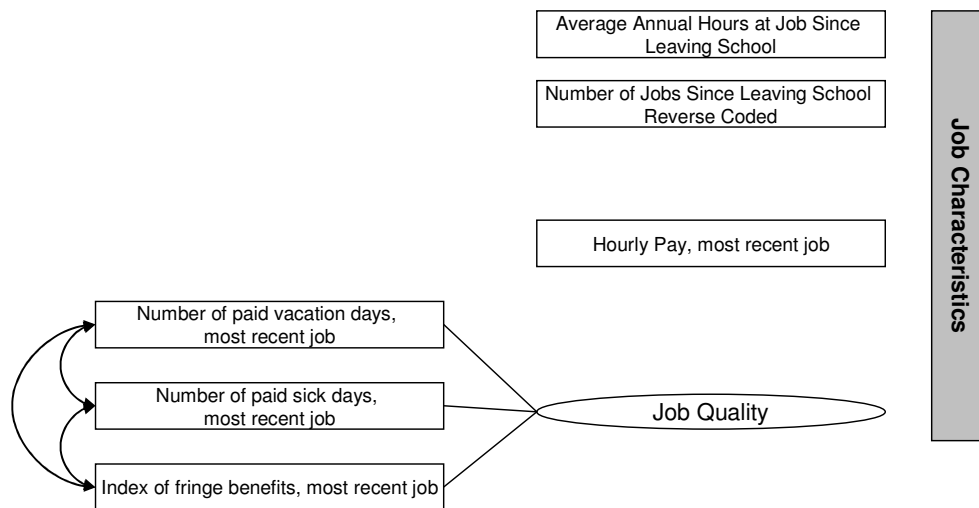 Average Annual Hours at Job Since
Leaving School
Number of Jobs Since Leaving School
Reverse Coded
Hourly Pay, most recent job
Number of paid vacation days,
most recent job
Number of paid sick days,
most recent job
Index of fringe benefits, most recent job
Job Quality
Job Characteristics